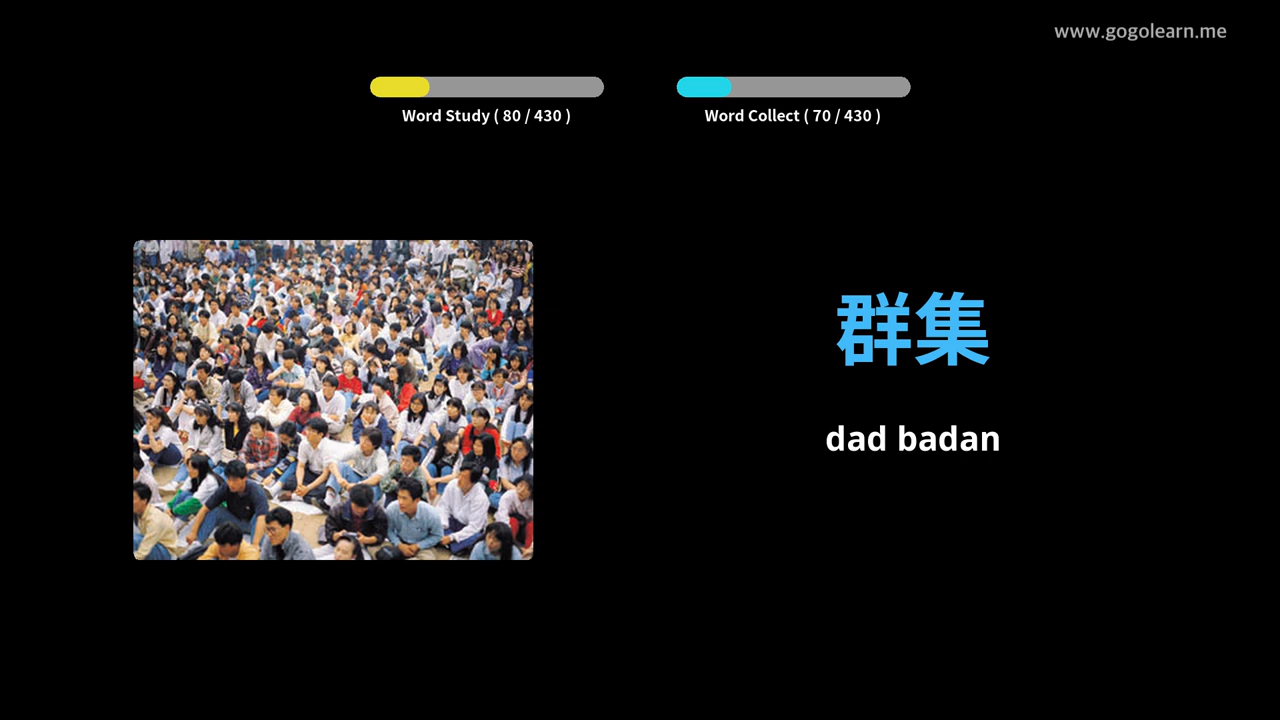 www.gogolearn.me
Word Study ( 80 / 430 )
Word Collect ( 70 / 430 )
群集
dad badan